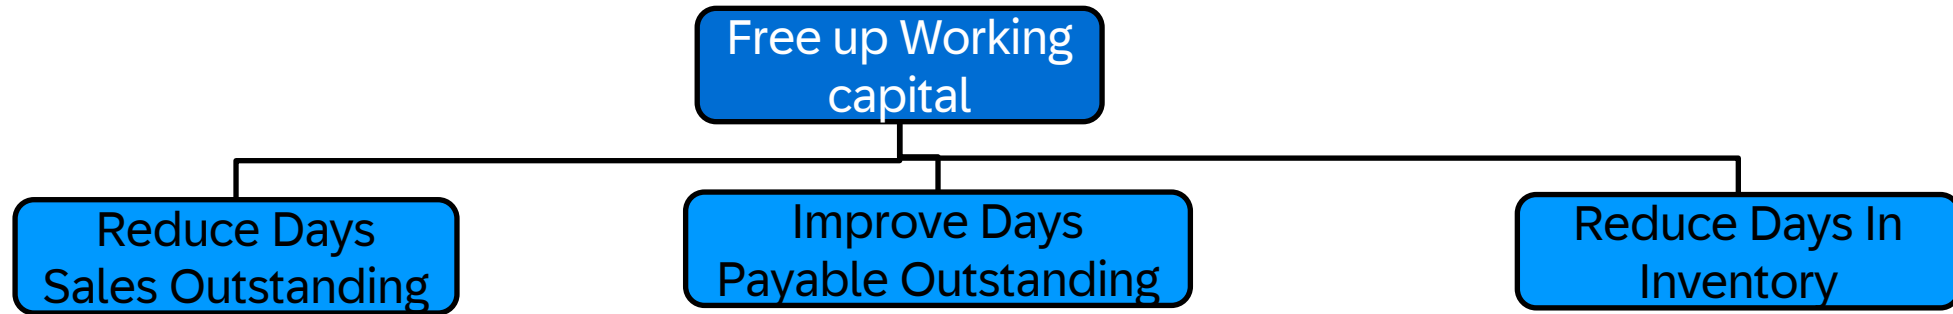 Free up Working
capital
Reduce Days
Sales Outstanding
Improve Days
Payable Outstanding
Reduce Days In
Inventory